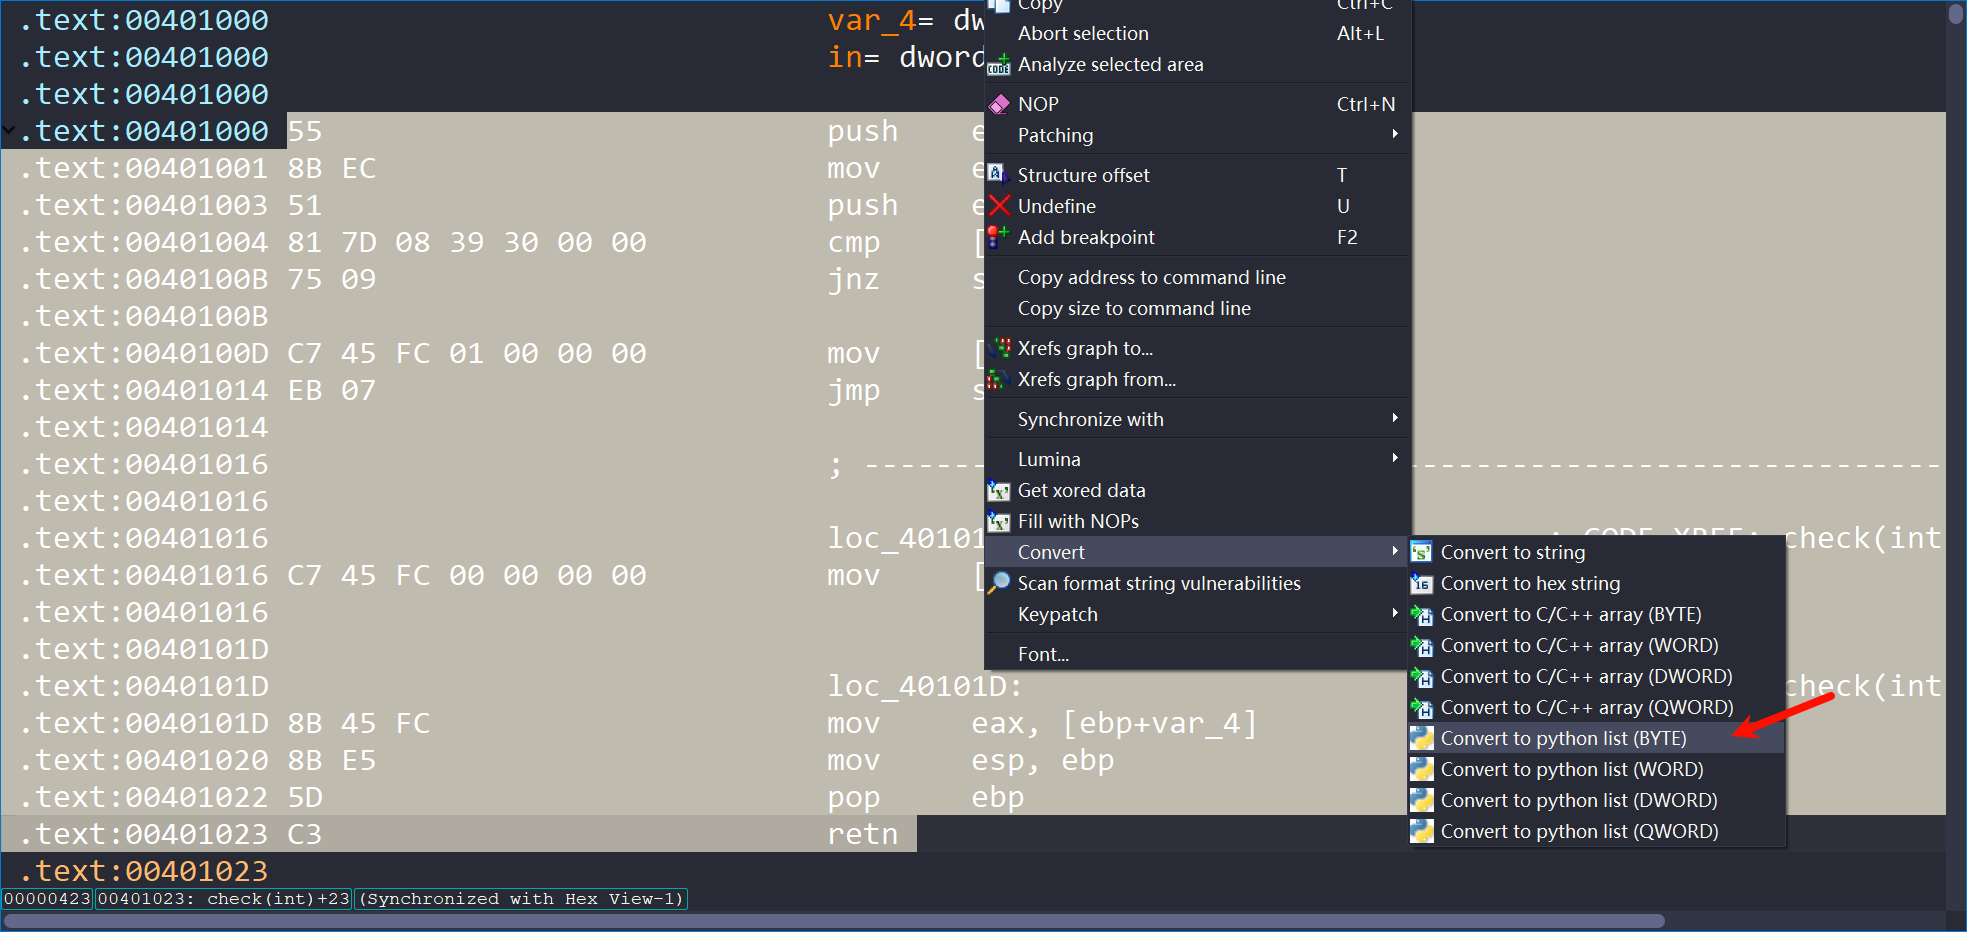 .text:00401000 var_4= dw
.text:00401000 in= dword
.text:00401000
.text:00401000 55 push e
.text:00401001 8B EC mov e
.text:00401003 51 push e
.text:00401004 81 7D 08 39 30 00 00 cmp [
.text:0040100B 75 09 jnz s
.text:0040100B
.text:0040100D C7 45 FC 01 00 00 00 mov [
.text:00401014 EB 07 jmp s
.text:00401014
.text:00401016 ; --------------------------------------
.text:00401016
.text:00401016 loc_40101 ; CODE XREF: check(int
.text:00401016 C7 45 FC 00 00 00 00 mov [
.text:00401016
.text:0040101D
.text:0040101D loc_40101D: check(int
.text:0040101D 8B 45 FC mov eax, [ebp+var_4]
.text:00401020 8B E5 mov esp, ebp
.text:00401022 5D pop ebp
.text:00401023 C3 retn
.text:00401023
00000423 00401023: check(int)+23 (Synchronized with Hex View-1)
Copy Ctrl+C
Abort selection Alt+L
Analyze selected area
NOP Ctrl+N
Patching
Structure offset T
Undefine U
Add breakpoint F2
Copy address to command line
Copy size to command line
Xrefs graph to...
Xrefs graph from...
Synchronize with
Lumina
Get xored data
Fill with NOPs
Convert
Scan format string vulnerabilities
Keypatch
Font...
Convert to string
Convert to hex string
Convert to C/C++ array (BYTE)
Convert to C/C++ array (WORD)
Convert to C/C++ array (DWORD)
Convert to C/C++ array (QWORD)
Convert to python list (BYTE)
Convert to python list (WORD)
Convert to python list (DWORD)
Convert to python list (QWORD)